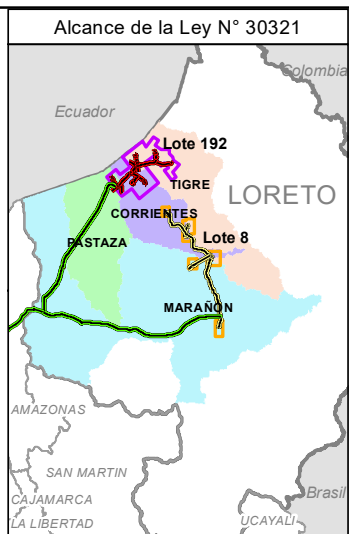 Alcance de la Ley N° 30321
Colombia
Ecuador
Lote 192
TIGRE
LORETO
CORRIENTES
Lote 8
PASTAZA
MARAÑON
AMAZONAS
SAN MARTIN
CAJAMARCA
Brasil
LA LIBERTAD
UCAYALI